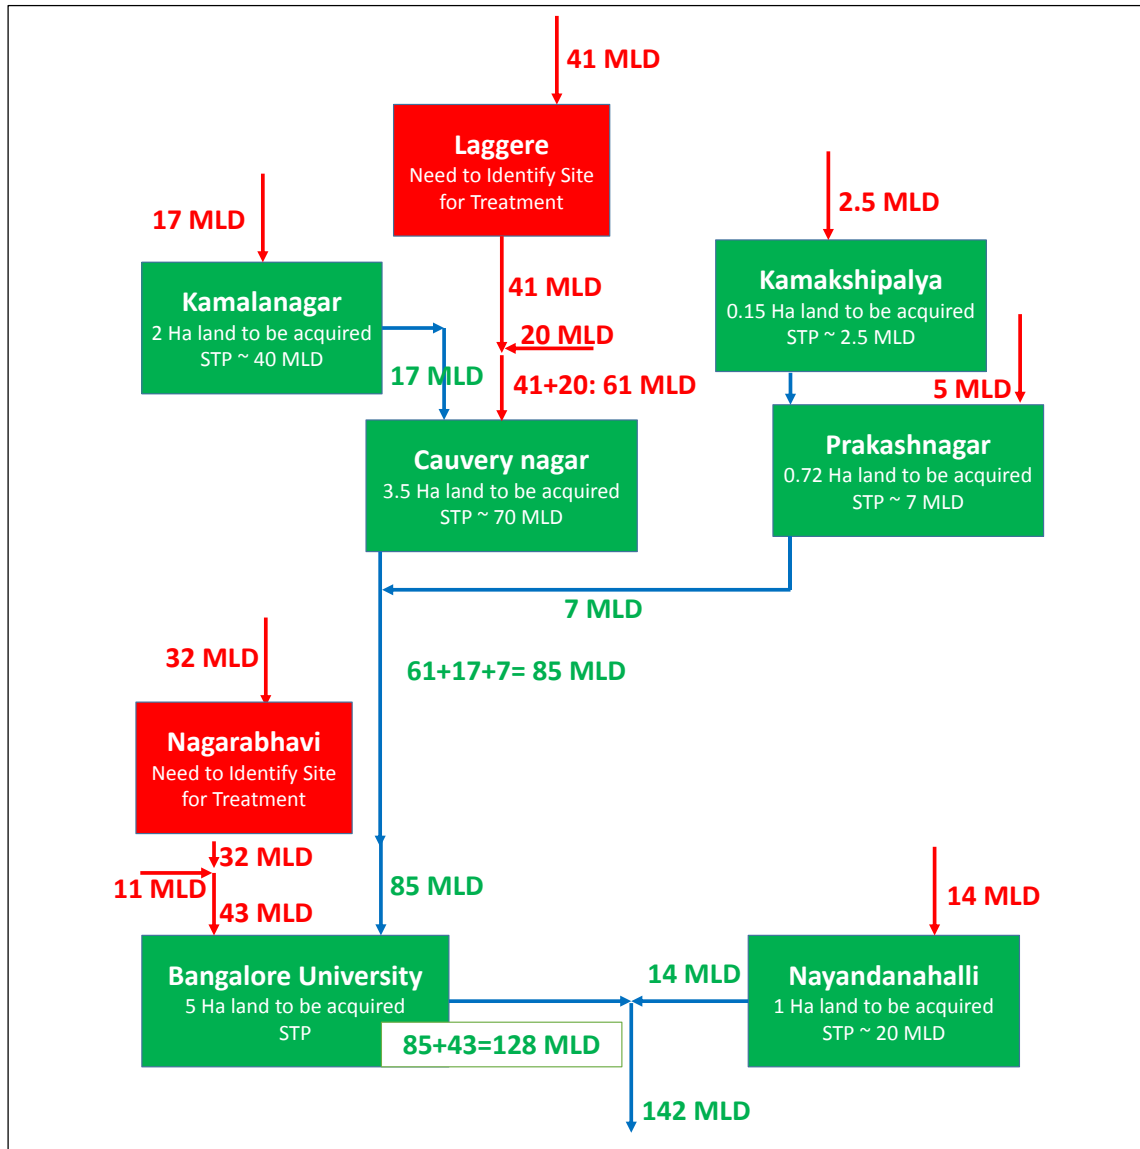 41 MLD
Laggere
Need to Identify Site
for Treatment
17 MLD
2.5 MLD
Kamalanagar
2 Ha land to be acquired
STP ~ 40 MLD
Kamakshipalya
0.15 Ha land to be acquired
STP ~ 2.5 MLD
41 MLD
20 MLD
17 MLD
41+20: 61 MLD
5 MLD
Cauvery nagar
3.5 Ha land to be acquired
STP ~ 70 MLD
Prakashnagar
0.72 Ha land to be acquired
STP ~ 7 MLD
7 MLD
32 MLD
61+17+7= 85 MLD
Nagarabhavi
Need to Identify Site
for Treatment
32 MLD
11 MLD
43 MLD
85 MLD
14 MLD
Bangalore University
5 Ha land to be acquired
STP
85+43=128 MLD
14 MLD
Nayandanahalli
1 Ha land to be acquired
STP ~ 20 MLD
142 MLD